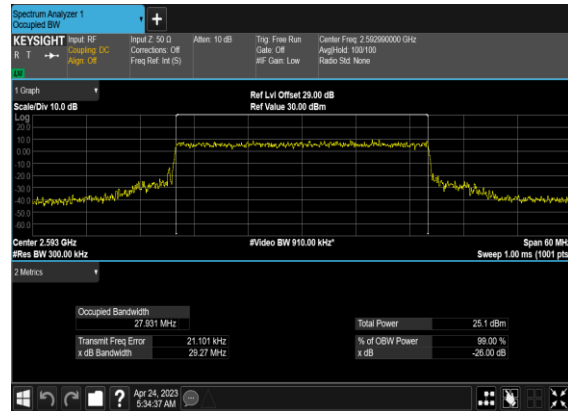 Spectrum Analyzer 1
Occupied BW
+
KEYSIGHT
R T
LXI
Input: RF
Coupling: DC
Align: Off
Input Z: 50 Ω
Corrections: Off
Freq Ref: Int (S)
Atten: 10 dB
Trig: Free Run
Gate: Off
#IF Gain: Low
Center Freq: 2.592990000 GHz
Avg|Hold: 100/100
Radio Std: None
1 Graph
Scale/Div 10.0 dB
Ref Lvl Offset 29.00 dB
Ref Value 30.00 dBm
Log
20.0
10.0
0.00
-10.0
-20.0
-30.0
-40.0
-50.0
-60.0
Center 2.593 GHz
#Res BW 300.00 kHz
#Video BW 910.00 kHz*
Span 60 MHz
Sweep 1.00 ms (1001 pts
2 Metrics
Occupied Bandwidth
27.931 MHz
Transmit Freq Error 21.101 kHz
x dB Bandwidth 29.27 MHz
Total Power 25.1 dBm
% of OBW Power 99.00 %
x dB -26.00 dB
?
Apr 24, 2023
5:34:37 AM